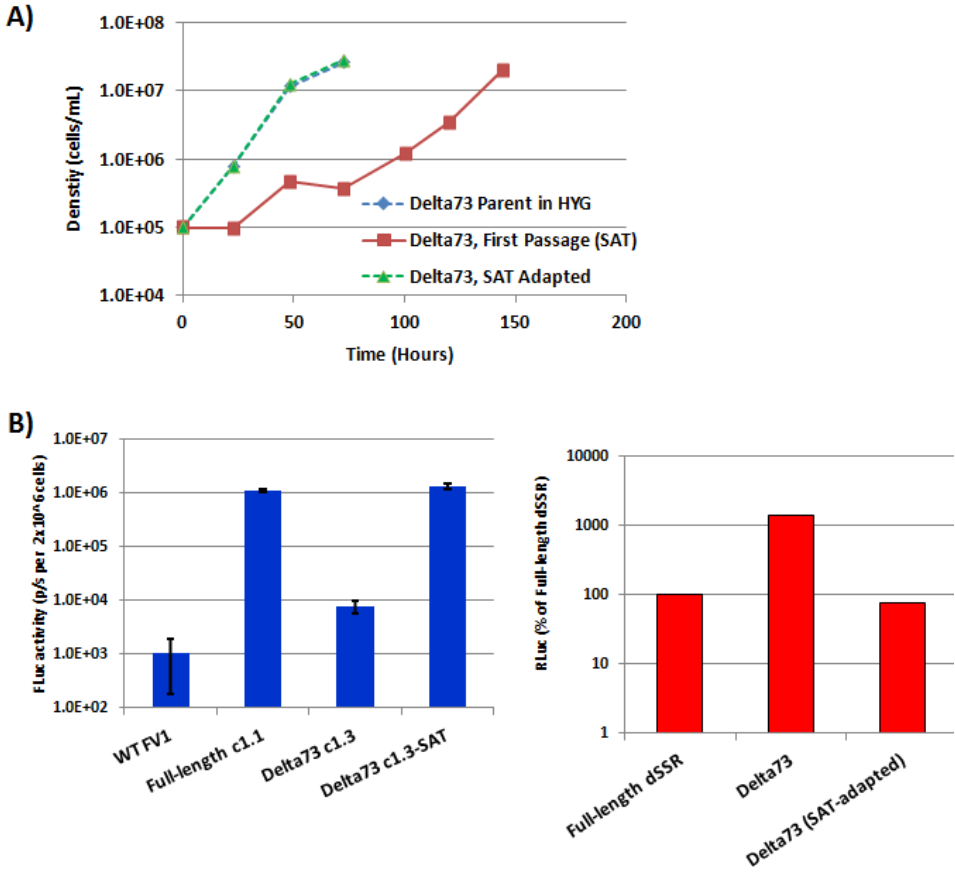 A)
1.0E+08
1.0E+07
1.0E+06
1.0E+05
1.0E+04
Denstiy (cells/mL)
Delta73 Parent in HYG
Delta73, First Passage (SAT)
Delta73, SAT Adapted
0
50
100
150
200
Time (Hours)
B)
1.0E+07
1.0E+06
1.0E+05
1.0E+04
1.0E+03
1.0E+02
FLuc activity (p/s per 2x10^6 cells)
WT FV1
Full-length c1.1
Delta73 c1.3
Delta73 c1.3-SAT
10000
1000
100
10
1
RLuc (% of Full-length dSSR)
Full-length dSSR
Delta73
Delta73 (SAT-adapted)